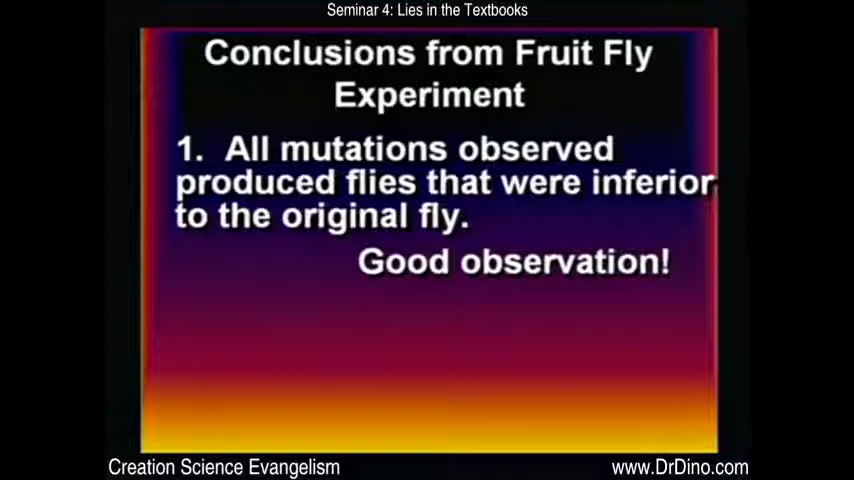 Seminar 4: Lies in the Textbooks
Conclusions from Fruit Fly
Experiment
1. All mutations observed
produced flies that were inferior
to the original fly.
Good observation!
Creation Science Evangelism
www.DrDino.com